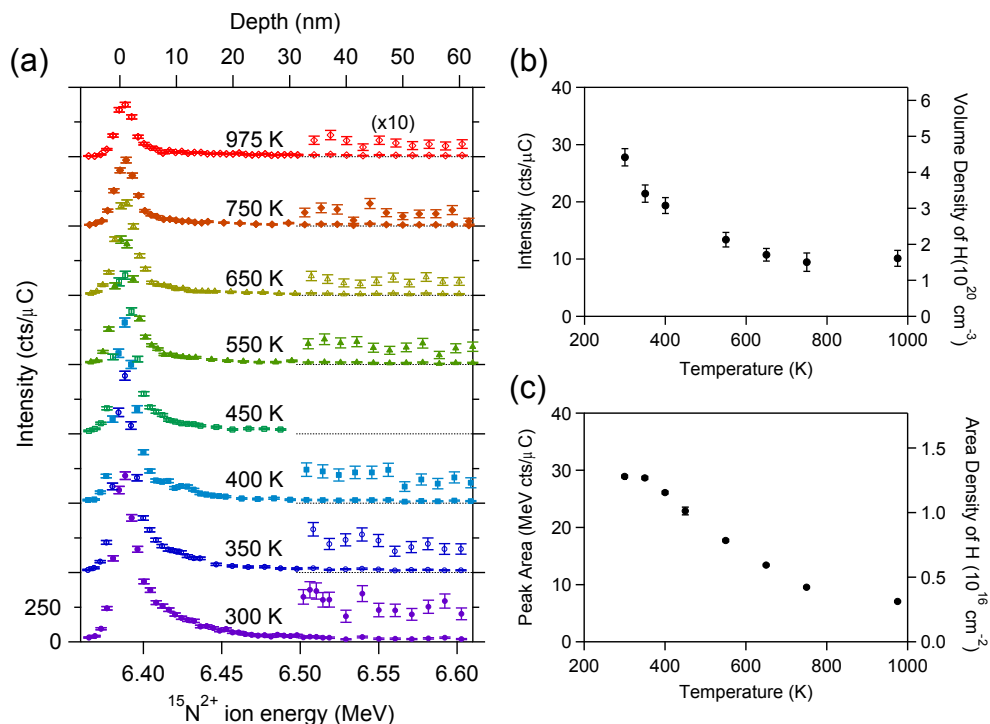 Depth (nm)
0 10 20 30 40 50 60
(a)
Intensity (cts/μ C)
(x10)
975 K
750 K
650 K
550 K
450 K
400 K
350 K
300 K
250
0
6.40 6.45 6.50 6.55 6.60
15N2+ ion energy (MeV)
(b)
40
30
20
10
0
Intensity (cts/μC)
6
5
4
3
2
1
0
Volume Density of H(10^20 cm^-3)
200 400 600 800 1000
Temperature (K)
(c)
40
30
20
10
0
Peak Area (MeV cts/μ C)
1.5
1.0
0.5
0.0
Area Density of H (10^16 cm^-2)
200 400 600 800 1000
Temperature (K)